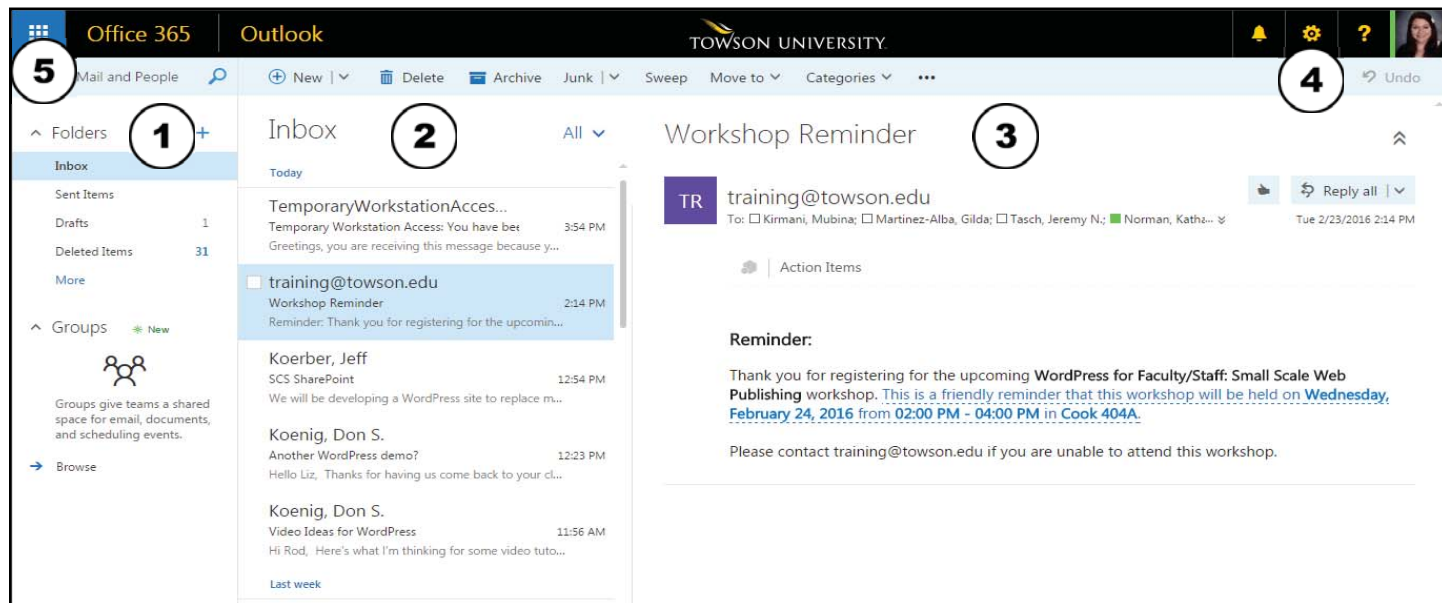 Office 365
Outlook
TOWSON UNIVERSITY.
?
5
Mail and People
New
Delete
Archive
Junk
Sweep
Move to
Categories
•••
4
Undo
Folders
1
+
Inbox
Sent Items
Drafts 1
Deleted Items 31
More
Groups
New
Groups give teams a shared
space for email, documents,
and scheduling events.
Browse
Inbox
2
All
Today
TemporaryWorkstationAcces...
Temporary Workstation Access: You have bee 3:54 PM
Greetings, you are receiving this message because y...
training@towson.edu
Workshop Reminder 2:14 PM
Reminder: Thank you for registering for the upcomin...
Koerber, Jeff
SCS SharePoint 12:54 PM
We will be developing a WordPress site to replace m...
Koenig, Don S.
Another WordPress demo? 12:23 PM
Hello Liz, Thanks for having us come back to your cl...
Koenig, Don S.
Video Ideas for WordPress 11:56 AM
Hi Rod, Here's what I'm thinking for some video tuto...
Last week
Workshop Reminder
3
TR
training@towson.edu
Reply all
To: Kirmani, Mubina; Martinez-Alba, Gilda; Tasch, Jeremy N.; Norman, Katha...
Tue 2/23/2016 2:14 PM
Action Items
Reminder:
Thank you for registering for the upcoming WordPress for Faculty/Staff: Small Scale Web
Publishing workshop. This is a friendly reminder that this workshop will be held on Wednesday,
February 24, 2016 from 02:00 PM - 04:00 PM in Cook 404A.
Please contact training@towson.edu if you are unable to attend this workshop.